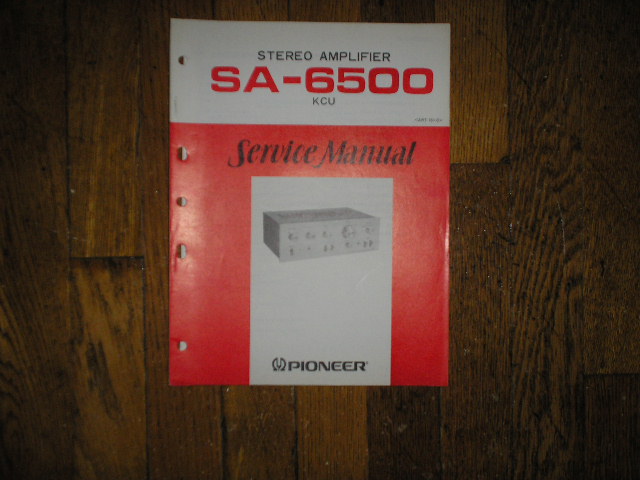 STEREO AMPLIFIER
SA-6500
KCU
Service Manual
PIONEER